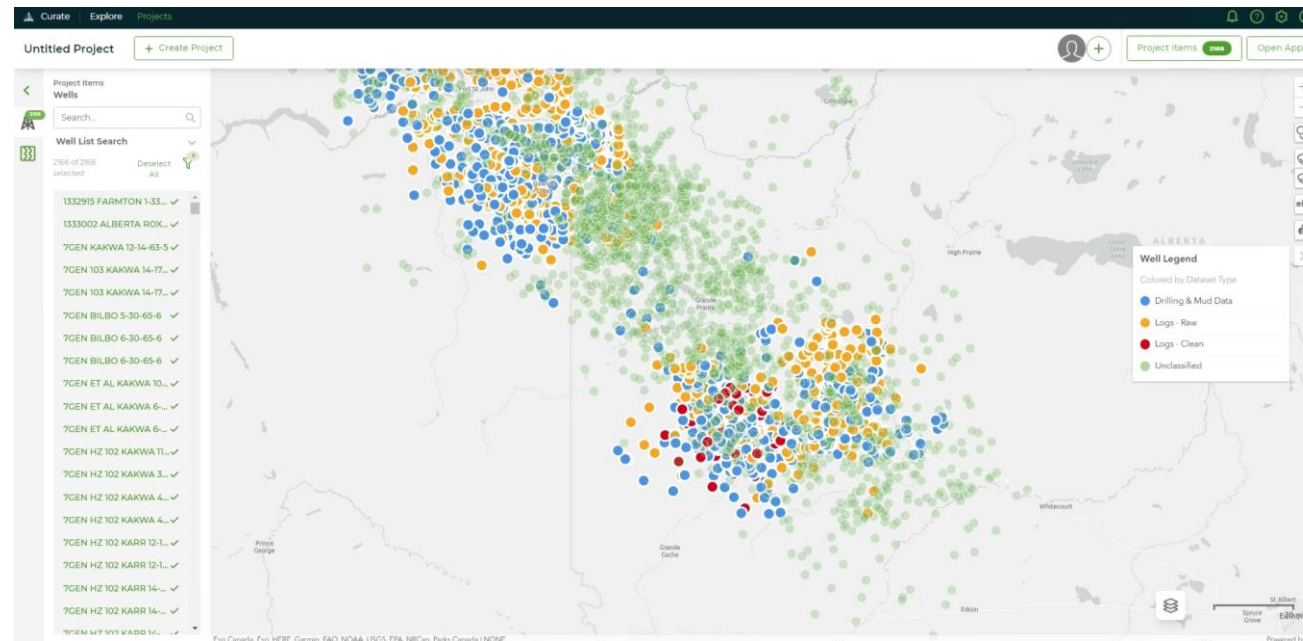 Curate Explore Projects
Untitled Project + Create Project Project Items 2166 Open App
Project Items
Wells
2166
Search...
Well List Search
2166 of 2166 selected
Deselect All
1332915 FARMTON 1-33...
1333002 ALBERTA ROX...
7GEN KAKWA 12-14-63-5
7GEN 103 KAKWA 14-17...
7GEN 103 KAKWA 14-17...
7GEN BILBO 5-30-65-6
7GEN BILBO 6-30-65-6
7GEN BILBO 6-30-65-6
7GEN ET AL KAKWA 10...
7GEN ET AL KAKWA 6-...
7GEN ET AL KAKWA 6-...
7GEN HZ 102 KAKWA 11...
7GEN HZ 102 KAKWA 3...
7GEN HZ 102 KAKWA 4...
7GEN HZ 102 KAKWA 4...
7GEN HZ 102 KARR 12-1...
7GEN HZ 102 KARR 12-1...
7GEN HZ 102 KARR 14-...
7GEN HZ 102 KARR 14-...
7GEN HZ 102 KARR 14-...
Fort St John
High Prairie
ALBERTA
Grande Prairie
Prince George
Grande Cache
Whitecourt
Edson
St Albert
Spruce Grove
Well Legend
Colored by Dataset Type
Drilling & Mud Data
Logs - Raw
Logs - Clean
Unclassified
Esri Canada, Esri, HERE, Garmin, FAO, NOAA, USGS, EPA, NRCan, Parks Canada | NONE
Powered by